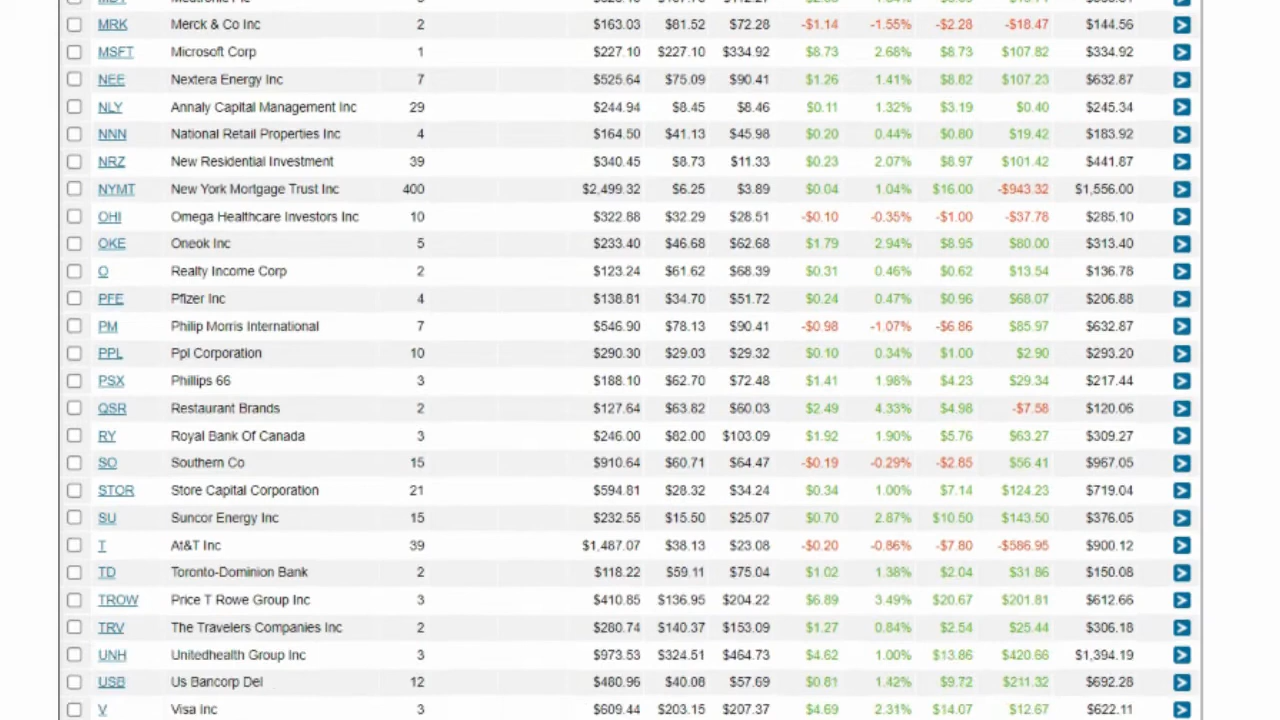 MRK Merck & Co Inc 2 $163.03 $81.52 $72.28 -$1.14 -1.55% -$2.28 -$18.47 $144.56
MSFT Microsoft Corp 1 $227.10 $227.10 $334.92 $8.73 2.68% $8.73 $107.82 $334.92
NEE Nextera Energy Inc 7 $525.64 $75.09 $90.41 $1.26 1.41% $8.82 $107.23 $632.87
NLY Annaly Capital Management Inc 29 $244.94 $8.45 $8.46 $0.11 1.32% $3.19 $0.40 $245.34
NNN National Retail Properties Inc 4 $164.50 $41.13 $45.98 $0.20 0.44% $0.80 $19.42 $183.92
NRZ New Residential Investment 39 $340.45 $8.73 $11.33 $0.23 2.07% $8.97 $101.42 $441.87
NYMT New York Mortgage Trust Inc 400 $2,499.32 $6.25 $3.89 $0.04 1.04% $16.00 -$943.32 $1,556.00
OHI Omega Healthcare Investors Inc 10 $322.88 $32.29 $28.51 -$0.10 -0.35% -$1.00 -$37.78 $285.10
OKE Oneok Inc 5 $233.40 $46.68 $62.68 $1.79 2.94% $8.95 $80.00 $313.40
O Realty Income Corp 2 $123.24 $61.62 $68.39 $0.31 0.46% $0.62 $13.54 $136.78
PFE Pfizer Inc 4 $138.81 $34.70 $51.72 $0.24 0.47% $0.96 $68.07 $206.88
PM Philip Morris International 7 $546.90 $78.13 $90.41 -$0.98 -1.07% -$6.86 $85.97 $632.87
PPL Ppl Corporation 10 $290.30 $29.03 $29.32 $0.10 0.34% $1.00 $2.90 $293.20
PSX Phillips 66 3 $188.10 $62.70 $72.48 $1.41 1.98% $4.23 $29.34 $217.44
QSR Restaurant Brands 2 $127.64 $63.82 $60.03 $2.49 4.33% $4.98 -$7.58 $120.06
RY Royal Bank Of Canada 3 $246.00 $82.00 $103.09 $1.92 1.90% $5.76 $63.27 $309.27
SO Southern Co 15 $910.64 $60.71 $64.47 -$0.19 -0.29% -$2.85 $56.41 $967.05
STOR Store Capital Corporation 21 $594.81 $28.32 $34.24 $0.34 1.00% $7.14 $124.23 $719.04
SU Suncor Energy Inc 15 $232.55 $15.50 $25.07 $0.70 2.87% $10.50 $143.50 $376.05
T At&T Inc 39 $1,487.07 $38.13 $23.08 -$0.20 -0.86% -$7.80 -$586.95 $900.12
TD Toronto-Dominion Bank 2 $118.22 $59.11 $75.04 $1.02 1.38% $2.04 $31.86 $150.08
TROW Price T Rowe Group Inc 3 $410.85 $136.95 $204.22 $6.89 3.49% $20.67 $201.81 $612.66
TRV The Travelers Companies Inc 2 $280.74 $140.37 $153.09 $1.27 0.84% $2.54 $25.44 $306.18
UNH Unitedhealth Group Inc 3 $973.53 $324.51 $464.73 $4.62 1.00% $13.86 $420.66 $1,394.19
USB Us Bancorp Del 12 $480.96 $40.08 $57.69 $0.81 1.42% $9.72 $211.32 $692.28
V Visa Inc 3 $609.44 $203.15 $207.37 $4.69 2.31% $14.07 $12.67 $622.11